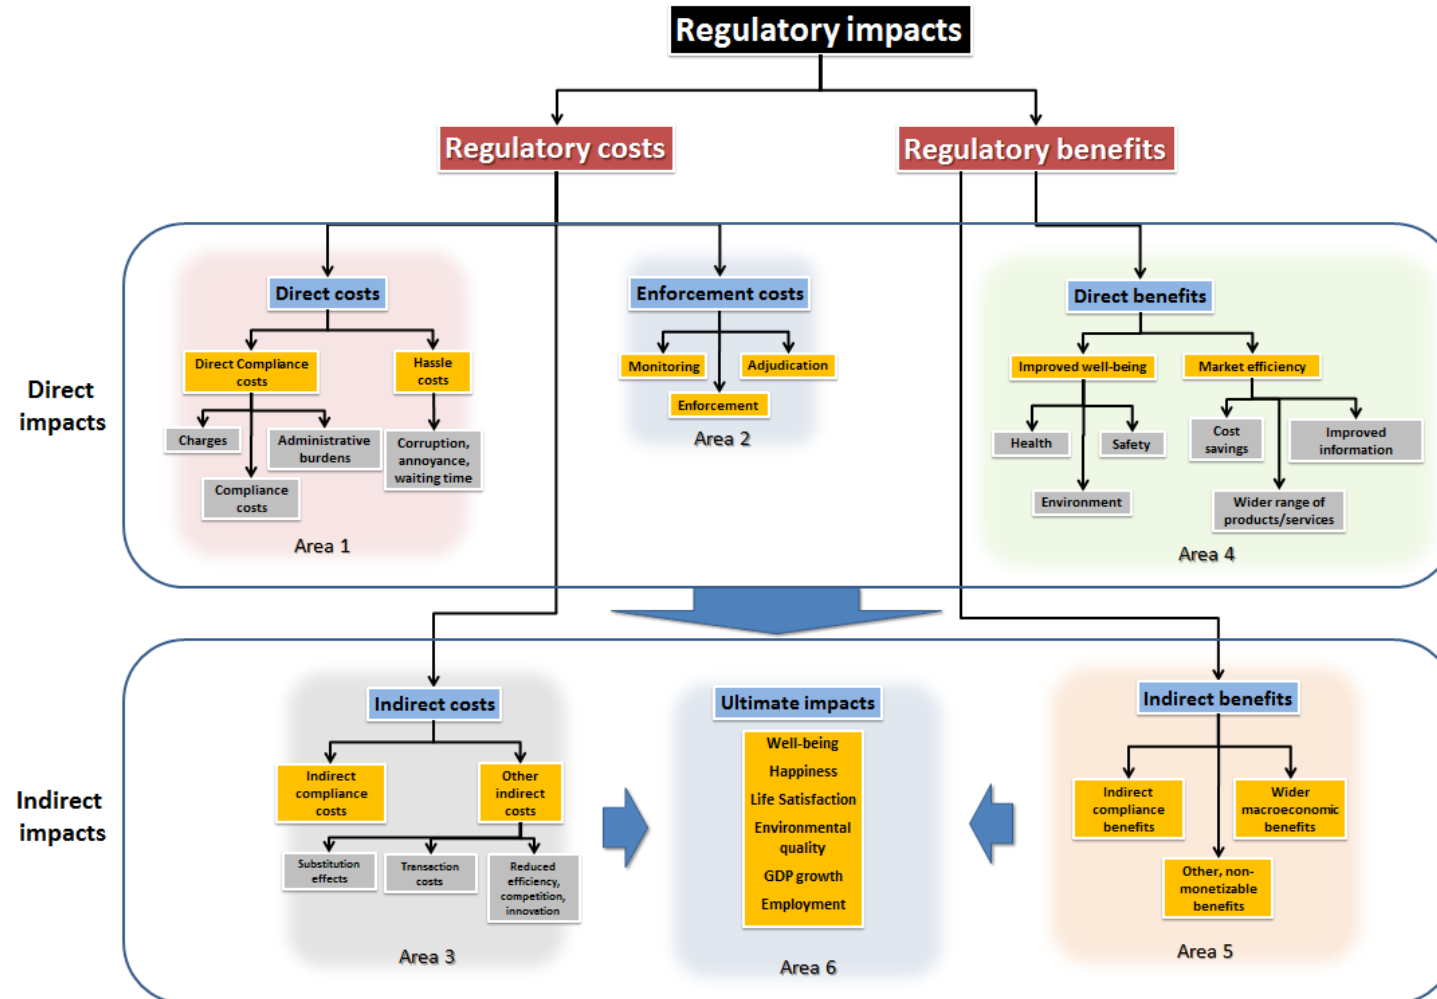 Regulatory impacts
Regulatory costs
Regulatory benefits
Direct
impacts
Direct costs
Direct Compliance
costs
Hassle
costs
Charges
Administrative
burdens
Compliance
costs
Corruption,
annoyance,
waiting time
Area 1
Enforcement costs
Monitoring
Adjudication
Enforcement
Area 2
Direct benefits
Improved well-being
Market efficiency
Health
Safety
Environment
Cost
savings
Improved
information
Wider range of
products/services
Area 4
Indirect
impacts
Indirect costs
Indirect
compliance
costs
Other
indirect
costs
Substitution
effects
Transaction
costs
Reduced
efficiency,
competition,
innovation
Area 3
Ultimate impacts
Well-being
Happiness
Life Satisfaction
Environmental
quality
GDP growth
Employment
Area 6
Indirect benefits
Indirect
compliance
benefits
Wider
macroeconomic
benefits
Other, non-
monetizable
benefits
Area 5